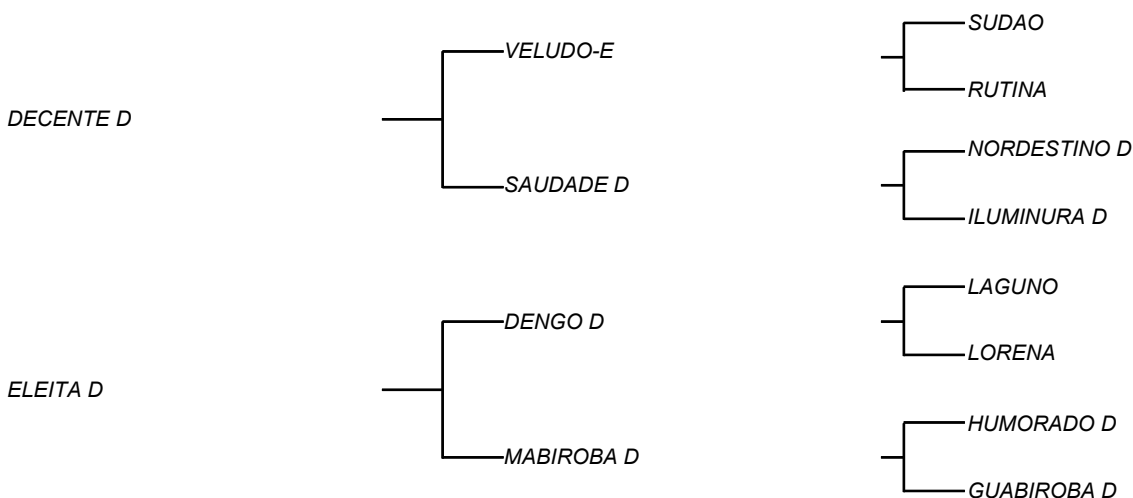 SUDAO
VELUDO-E
RUTINA
DECENTE D
NORDESTINO D
SAUDADE D
ILUMINURA D
LAGUNO
DENGO D
LORENA
ELEITA D
HUMORADO D
MABIROBA D
GUABIROBA D